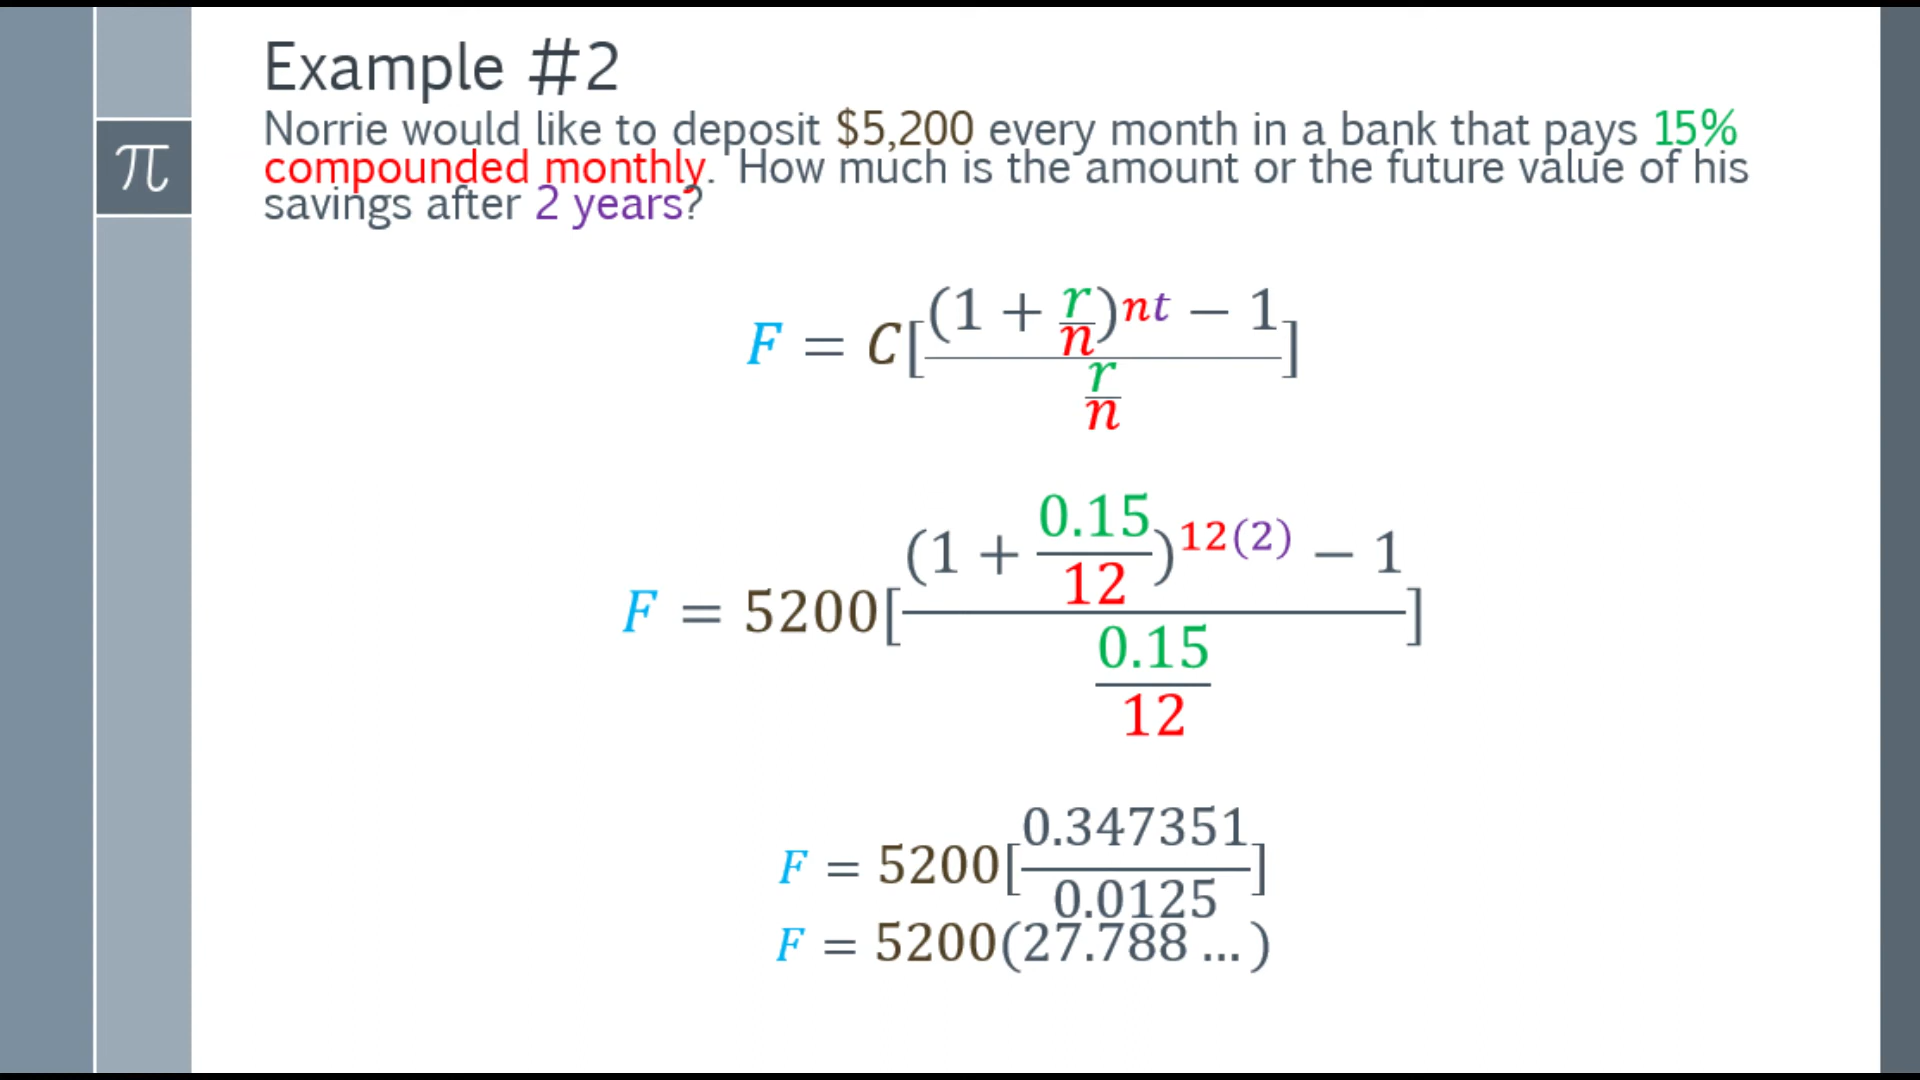 Example #2
π
Norrie would like to deposit $5,200 every month in a bank that pays 15%
compounded monthly. How much is the amount or the future value of his
savings after 2 years?
F = C[((1 + r/n)^nt − 1)/(r/n)]
F = 5200[((1 + 0.15/12)^12(2) − 1)/(0.15/12)]
F = 5200[0.347351/0.0125]
F = 5200(27.788 ... )